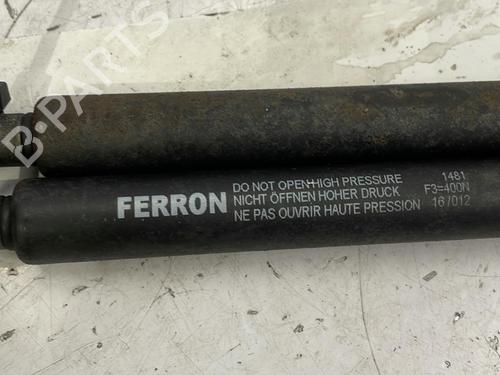 B-PARTS
FERRON
DO NOT OPEN-HIGH PRESSURE
NICHT ÖFFNEN HOHER DRUCK
NE PAS OUVRIR HAUTE PRESSION
1481
F3=400N
16/012